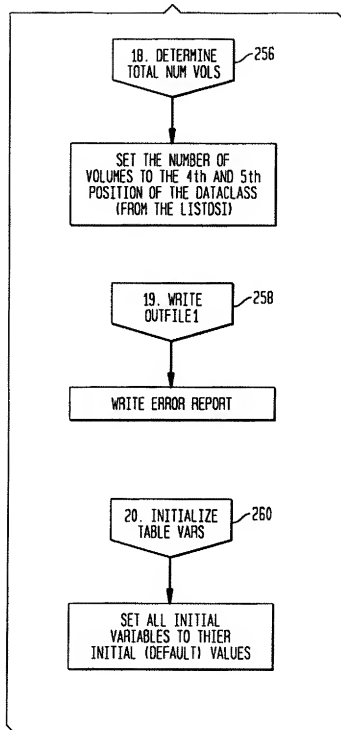 18. DETERMINE
TOTAL NUM VOLS
256
SET THE NUMBER OF
VOLUMES TO THE 4th AND 5th
POSITION OF THE DATACLASS
(FROM THE LISTDSI)
19. WRITE
OUTFILE1
258
WRITE ERROR REPORT
20. INITIALIZE
TABLE VARS
260
SET ALL INITIAL
VARIABLES TO THIER
INITIAL (DEFAULT) VALUES